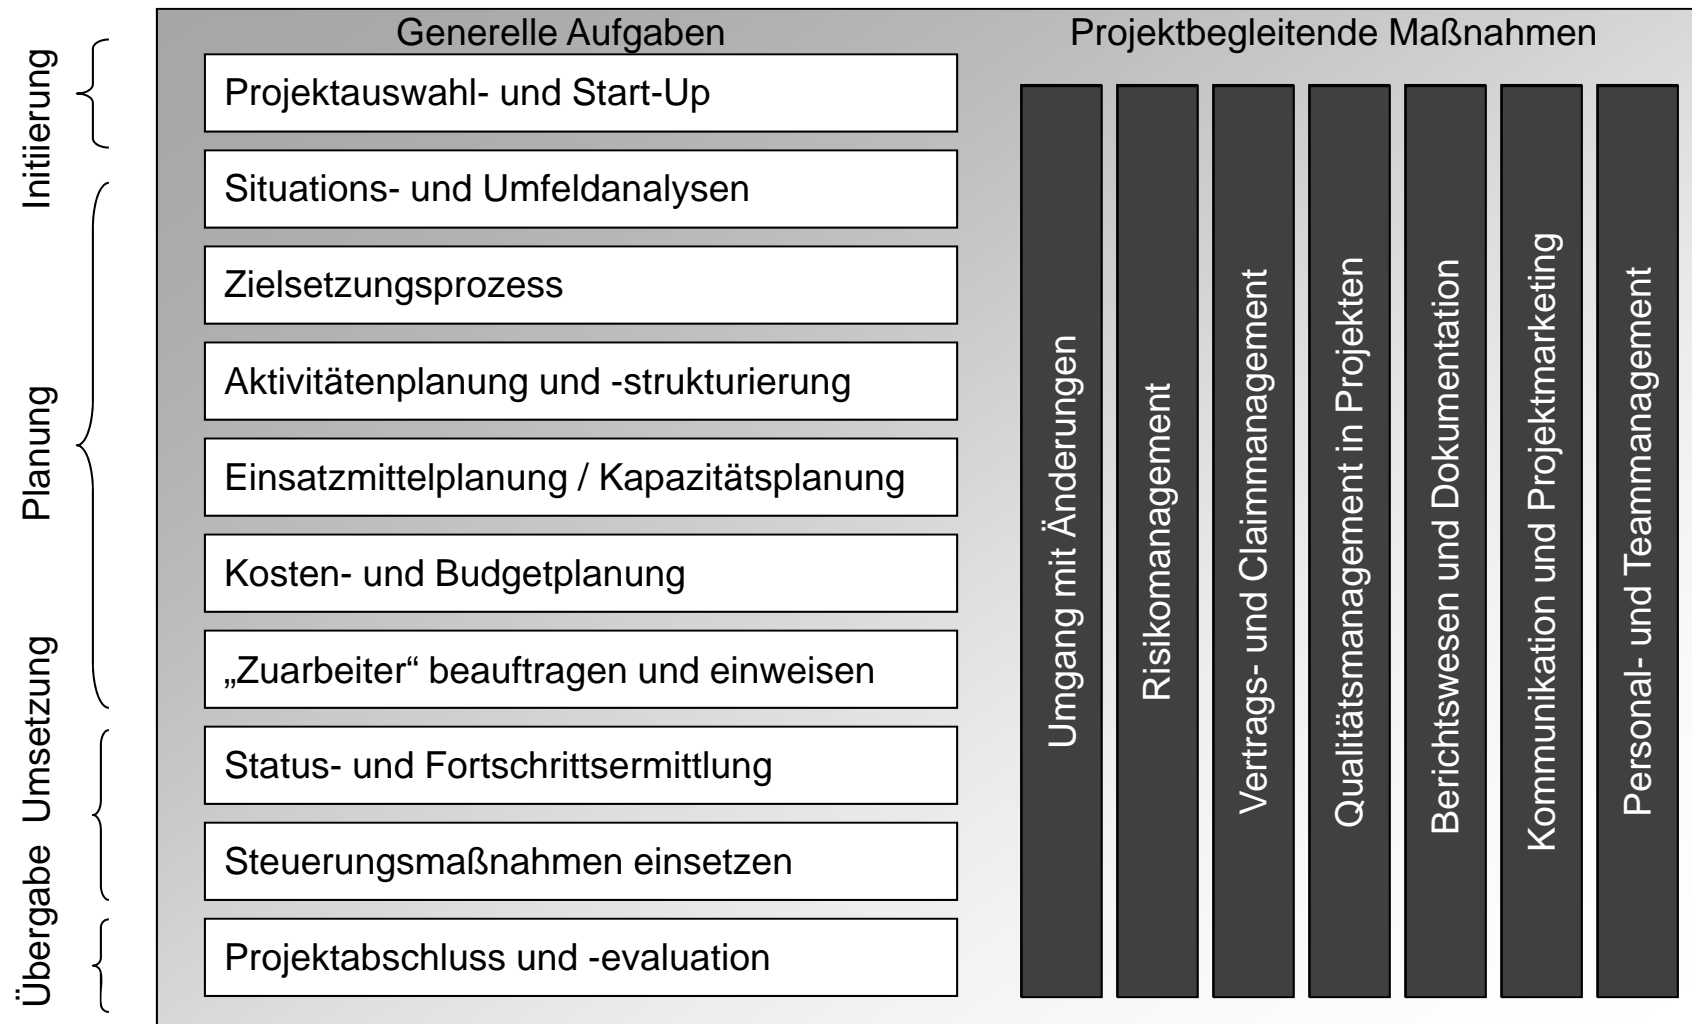 Generelle Aufgaben
Projektbegleitende Maßnahmen
Initiierung
Planung
Umsetzung
Übergabe
Projektauswahl- und Start-Up
Situations- und Umfeldanalysen
Zielsetzungsprozess
Aktivitätenplanung und -strukturierung
Einsatzmittelplanung / Kapazitätsplanung
Kosten- und Budgetplanung
„Zuarbeiter“ beauftragen und einweisen
Status- und Fortschrittsermittlung
Steuerungsmaßnahmen einsetzen
Projektabschluss und -evaluation
Umgang mit Änderungen
Risikomanagement
Vertrags- und Claimmanagement
Qualitätsmanagement in Projekten
Berichtswesen und Dokumentation
Kommunikation und Projektmarketing
Personal- und Teammanagement